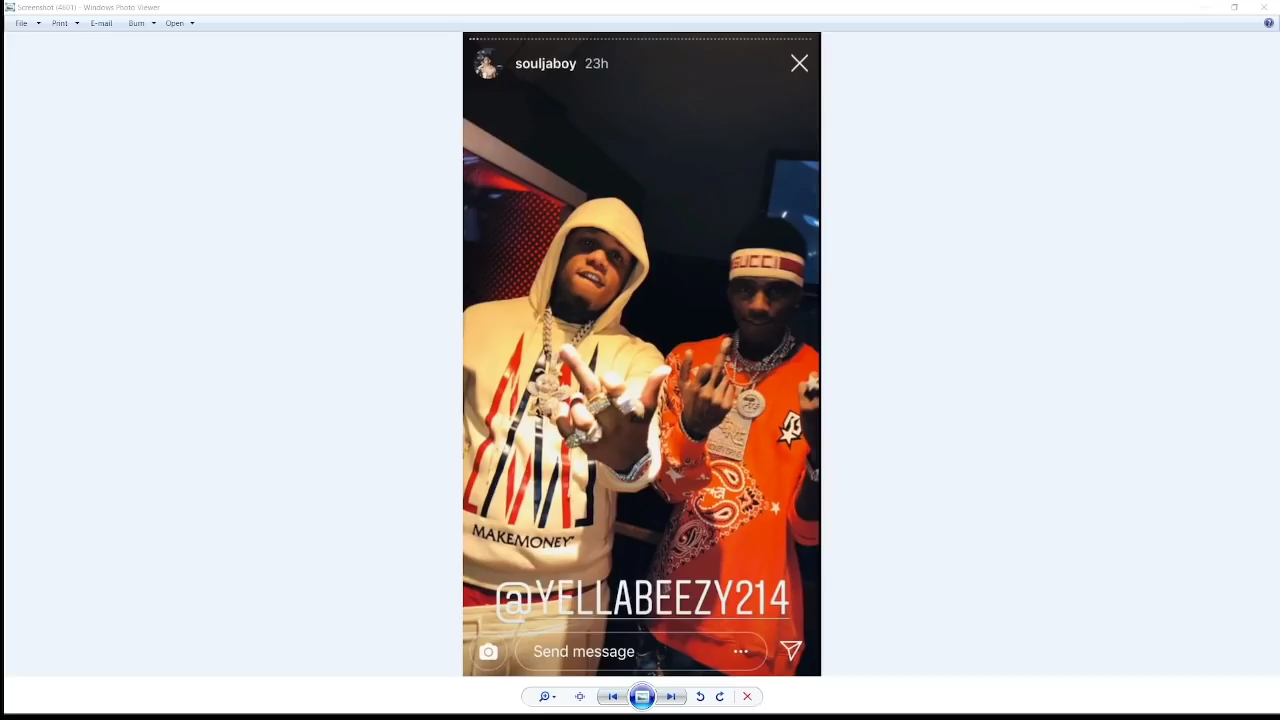 Screenshot (4601) - Windows Photo Viewer
File Print E-mail Burn Open
souljaboy 23h
GUCCI
MAKEMONEY
@YELLABEEZY214
Send message